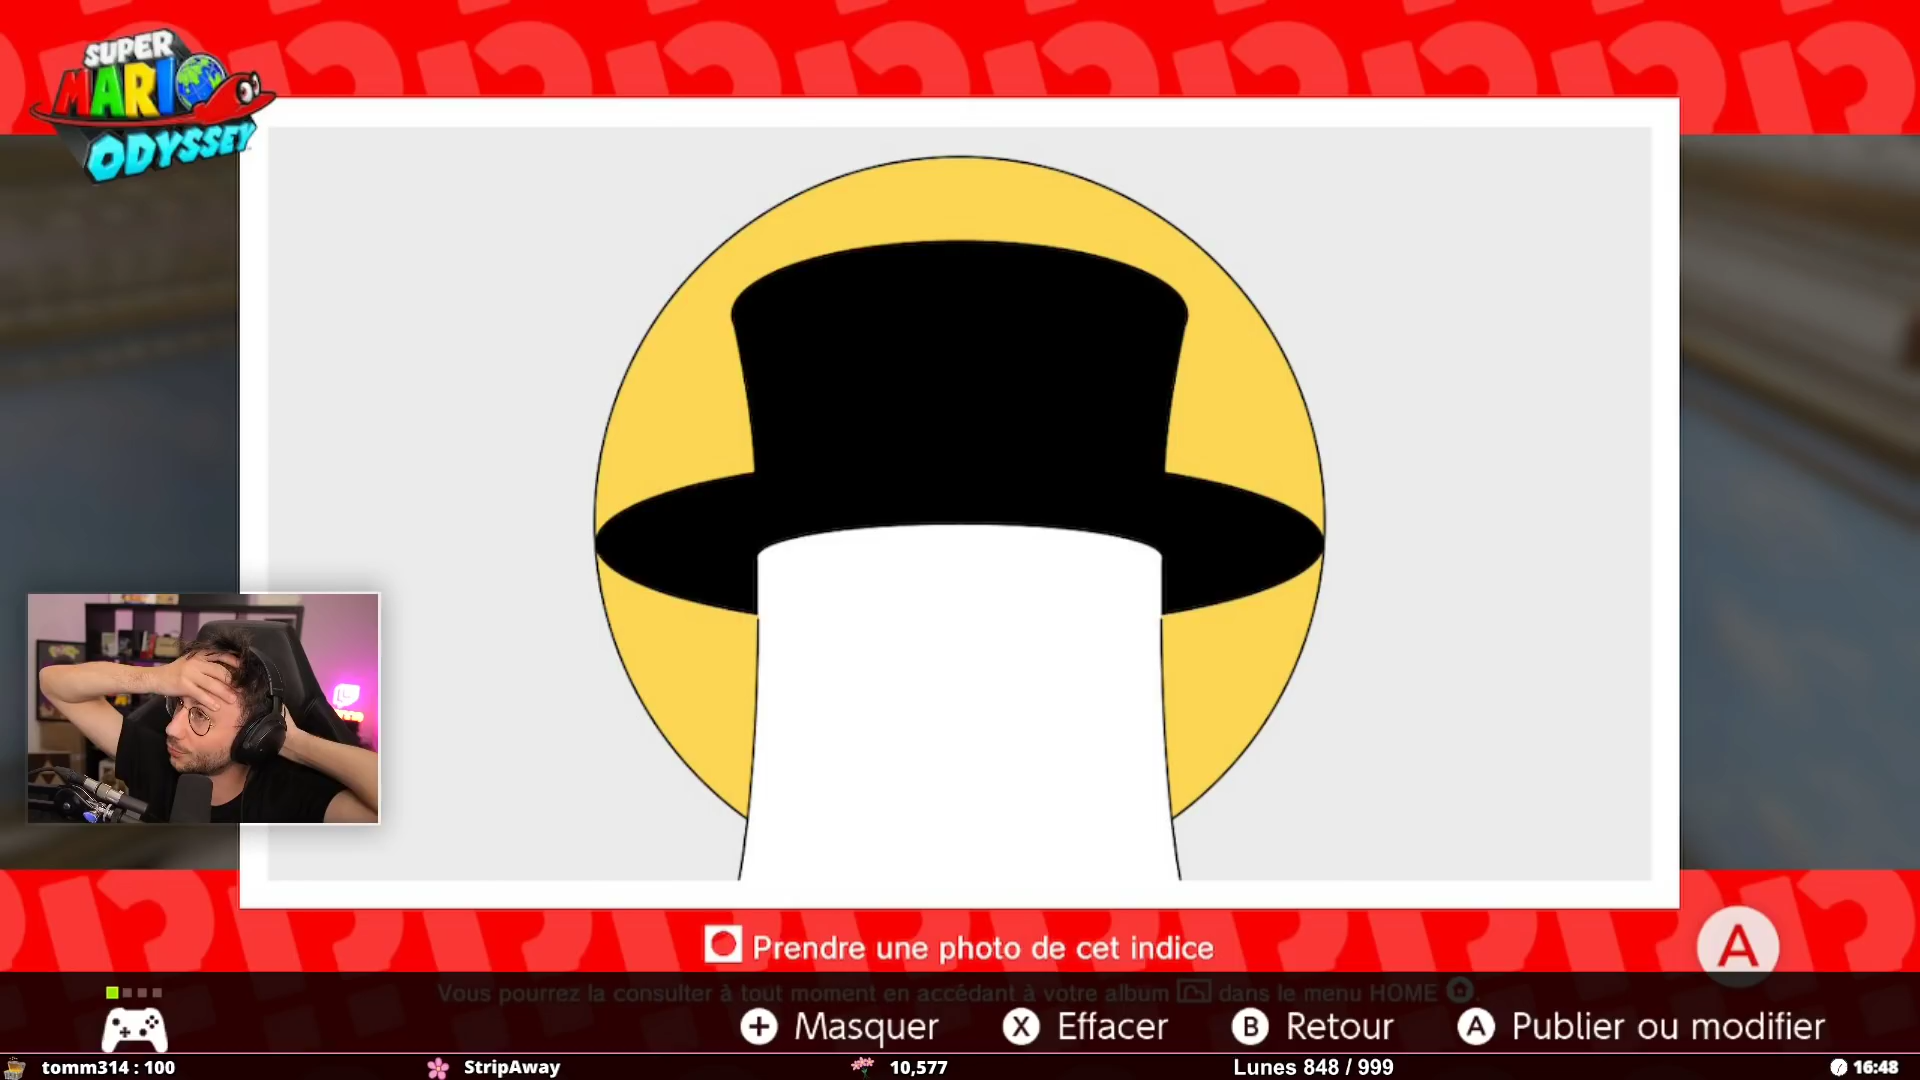 SUPER
MARIO
ODYSSEY
Prendre une photo de cet indice
A
Vous pourrez la consulter à tout moment en accédant à votre album dans le menu HOME
+ Masquer
X Effacer
B Retour
A Publier ou modifier
tomm314 : 100
StripAway
10,577
Lunes 848 / 999
16:48